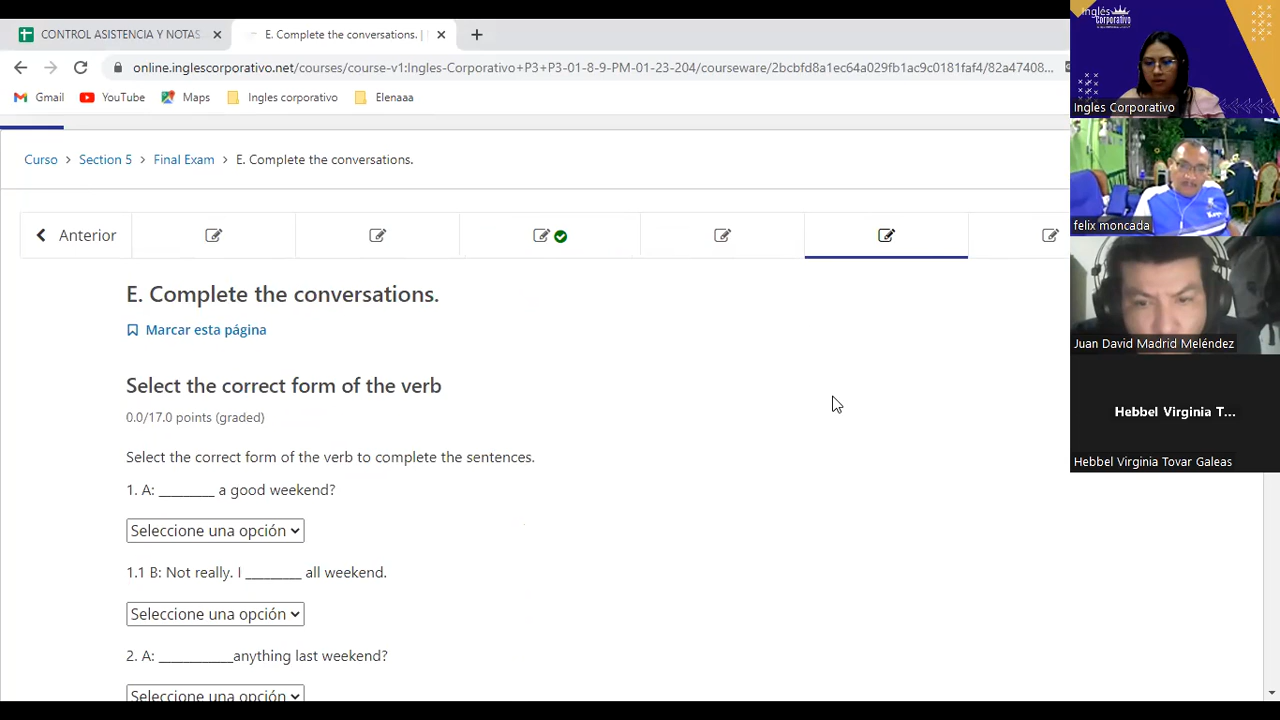 CONTROL ASISTENCIA Y NOTAS
E. Complete the conversations. |
online.inglescorporativo.net/courses/course-v1:Ingles-Corporativo+P3+P3-01-8-9-PM-01-23-204/courseware/2bcbfd8a1ec64a029fb1ac9c0181faf4/82a47408...
Gmail
YouTube
Maps
Ingles corporativo
Elenaaa
Curso > Section 5 > Final Exam > E. Complete the conversations.
Anterior
E. Complete the conversations.
Marcar esta página
Select the correct form of the verb
0.0/17.0 points (graded)
Select the correct form of the verb to complete the sentences.
1. A: ________ a good weekend?
Seleccione una opción
1.1 B: Not really. I ________ all weekend.
Seleccione una opción
2. A: ___________anything last weekend?
Seleccione una opción
Inglés
Corporativo
Ingles Corporativo
felix moncada
Juan David Madrid Meléndez
Hebbel Virginia T...
Hebbel Virginia Tovar Galeas